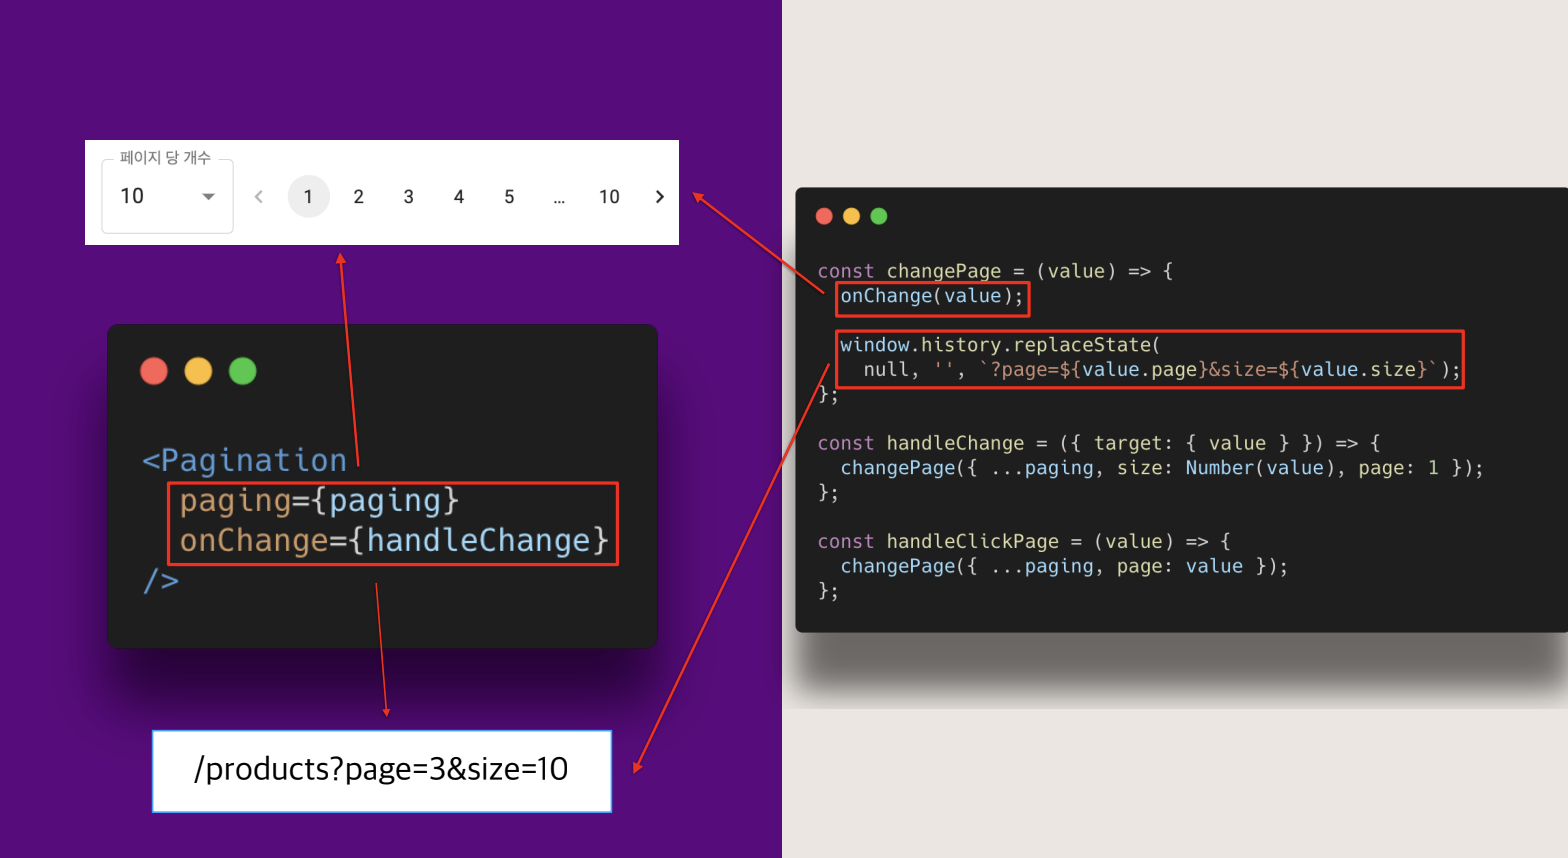 페이지 당 개수
10
< 1 2 3 4 5 ... 10 >
<Pagination
paging={paging}
onChange={handleChange}
/>
/products?page=3&size=10
const changePage = (value) => {
onChange(value);
window.history.replaceState(
null, '', `?page=${value.page}&size=${value.size}`);
};
const handleChange = ({ target: { value } }) => {
changePage({ ...paging, size: Number(value), page: 1 });
};
const handleClickPage = (value) => {
changePage({ ...paging, page: value });
};